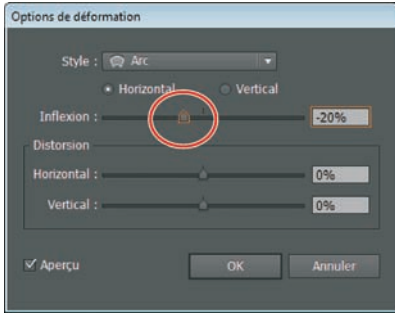 Options de déformation
Style : Arc
Horizontal Vertical
Inflexion : -20%
Distorsion
Horizontal : 0%
Vertical : 0%
Aperçu OK Annuler